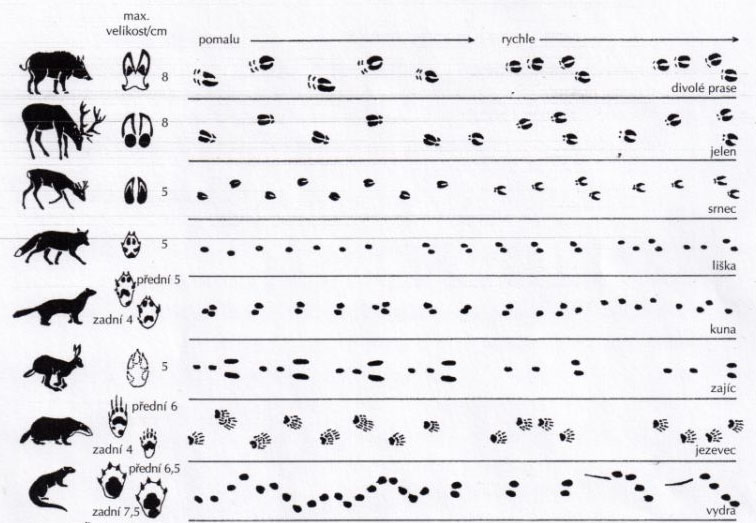 max.
velikost/cm
pomalu
rychle
8
divolé prase
8
jelen
5
srnec
5
liška
přední 5
zadní 4
kuna
5
zajíc
přední 6
zadní 4
jezevec
přední 6,5
zadní 7,5
vydra